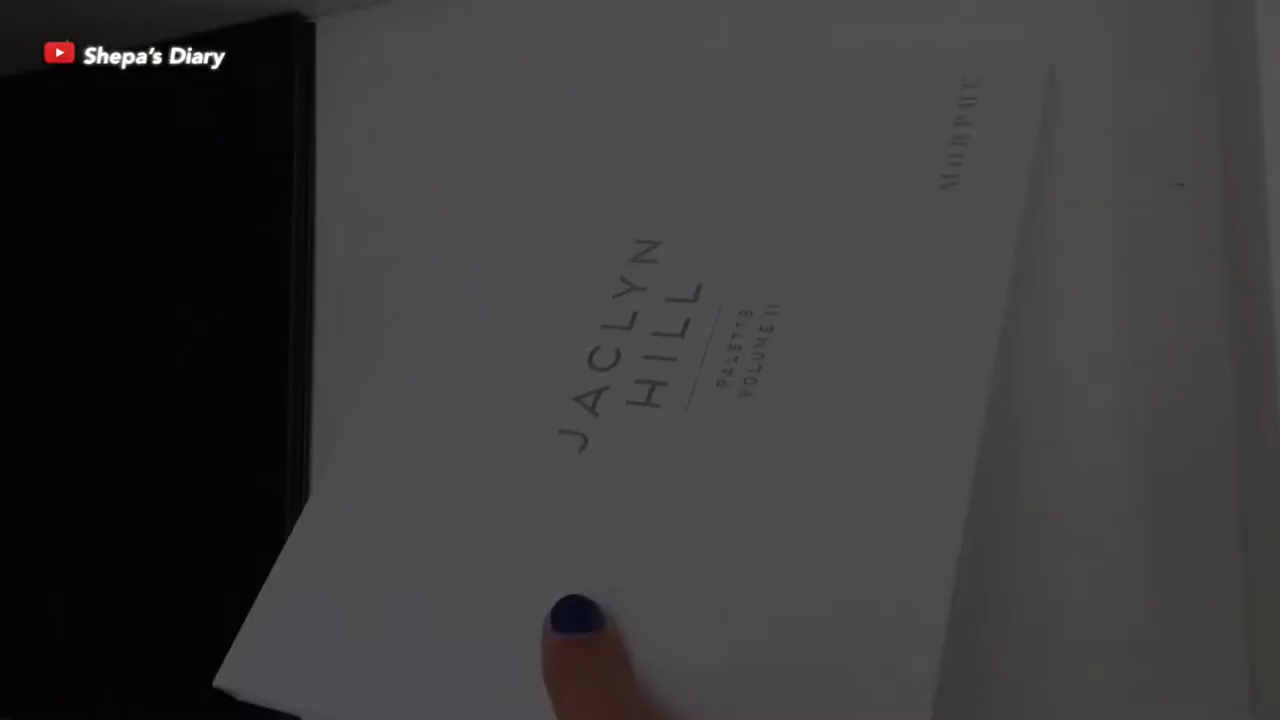 Shepa's Diary
MORPHE
JACLYN
HILL
PALETTE
VOLUME II